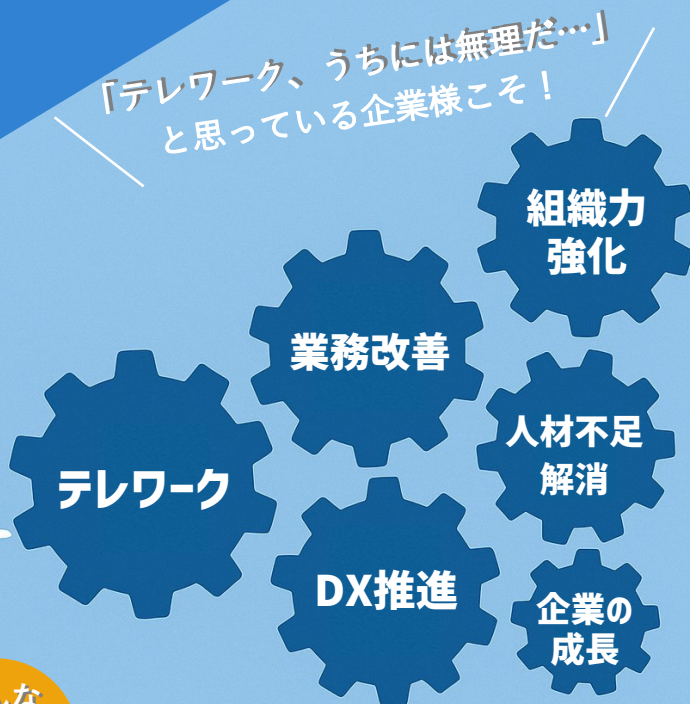 「テレワーク、うちには無理だ…」
と思っている企業様こそ！
組織力
強化
業務改善
人材不足
解消
テレワーク
DX推進
企業の
成長